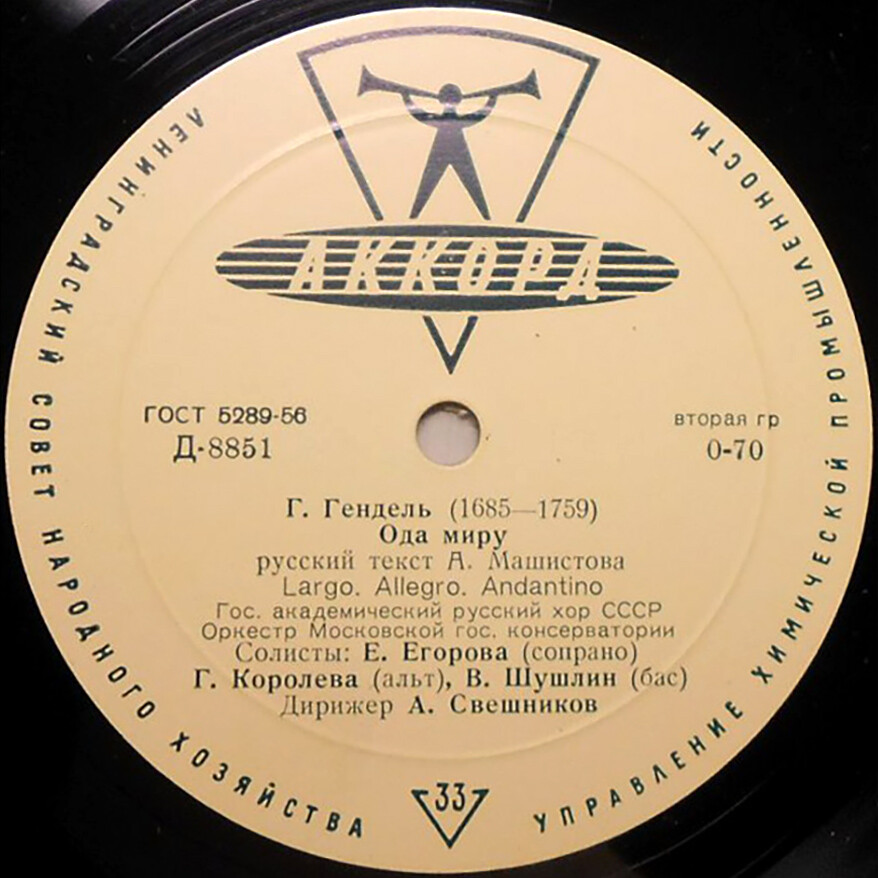 АККОРД
ЛЕНИНГРАДСКИЙ СОВЕТ НАРОДНОГО ХОЗЯЙСТВА
УПРАВЛЕНИЕ ХИМИЧЕСКОЙ ПРОМЫШЛЕННОСТИ
ГОСТ 5289-56
Д-8851
вторая гр
0-70
Г. Гендель (1685—1759)
Ода миру
русский текст А. Машистова
Largo. Allegro. Andantino
Гос. академический русский хор СССР
Оркестр Московской гос. консерватории
Солисты: Е. Егорова (сопрано)
Г. Королева (альт), В. Шушлин (бас)
Дирижер А. Свешников
33